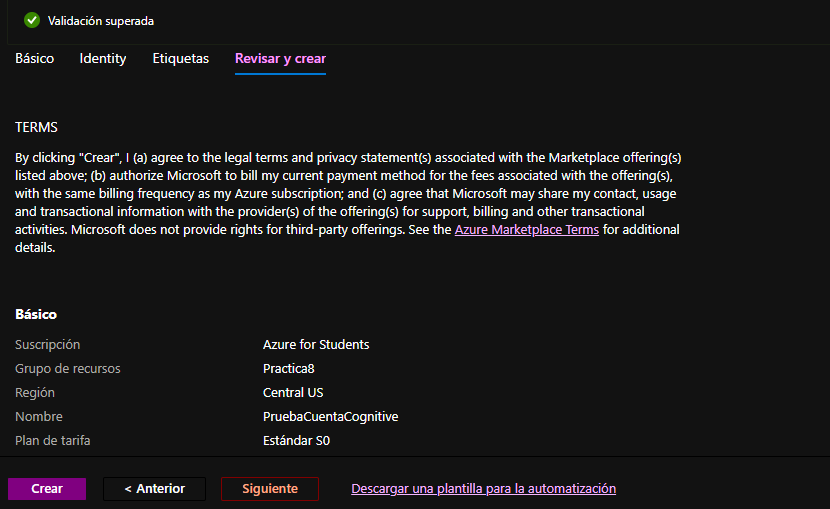 Validación superada
Básico Identity Etiquetas Revisar y crear
TERMS
By clicking "Crear", I (a) agree to the legal terms and privacy statement(s) associated with the Marketplace offering(s)
listed above; (b) authorize Microsoft to bill my current payment method for the fees associated with the offering(s),
with the same billing frequency as my Azure subscription; and (c) agree that Microsoft may share my contact, usage
and transactional information with the provider(s) of the offering(s) for support, billing and other transactional
activities. Microsoft does not provide rights for third-party offerings. See the Azure Marketplace Terms for additional
details.
Básico
Suscripción Azure for Students
Grupo de recursos Practica8
Región Central US
Nombre PruebaCuentaCognitive
Plan de tarifa Estándar S0
Crear < Anterior Siguiente Descargar una plantilla para la automatización